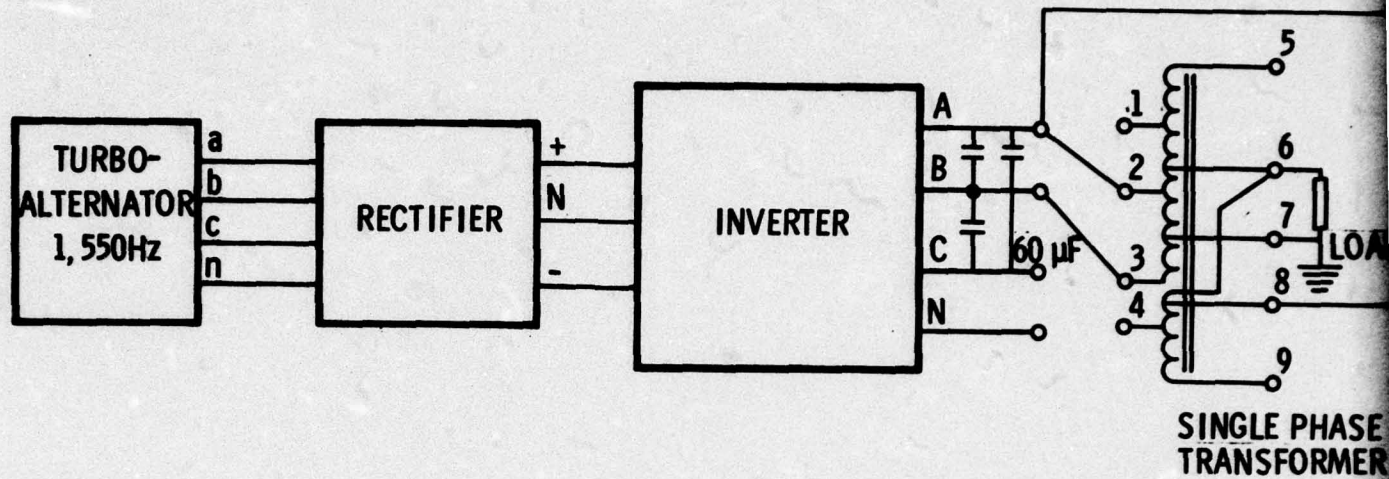 TURBO-
ALTERNATOR
1,550Hz
a
b
c
n
RECTIFIER
+
N
-
INVERTER
A
B
C
N
60 µF
1
2
3
4
5
6
7
8
9
LOA
SINGLE PHASE
TRANSFORMER